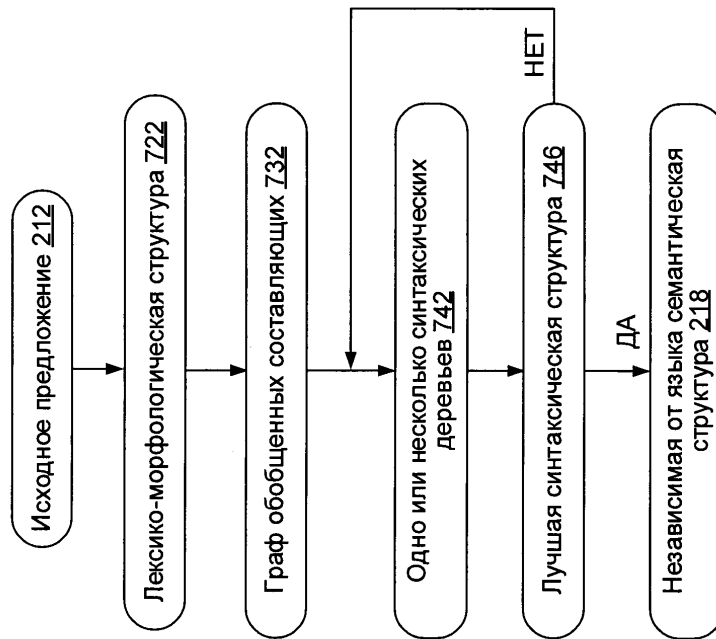 Исходное предложение 212
Лексико-морфологическая структура 722
Граф обобщенных составляющих 732
Одно или несколько синтаксических
деревьев 742
Лучшая синтаксическая структура 746
НЕТ
ДА
Независимая от языка семантическая
структура 218